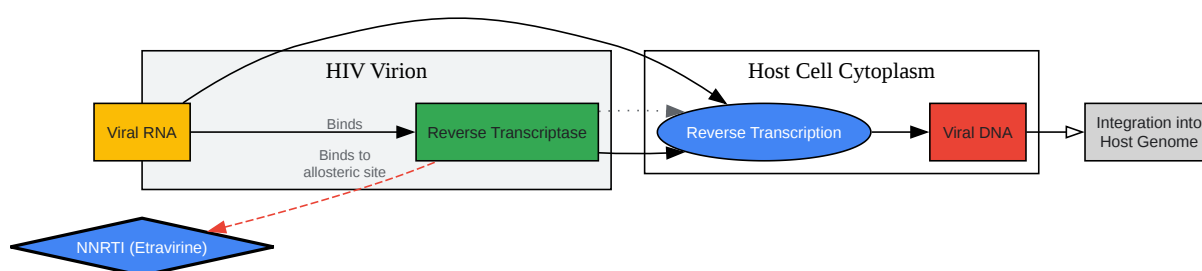 HIV Virion
Host Cell Cytoplasm
Viral RNA
Binds
Reverse Transcriptase
Reverse Transcription
Viral DNA
Integration into
Host Genome
Binds to
allosteric site
NNRTI (Etravirine)